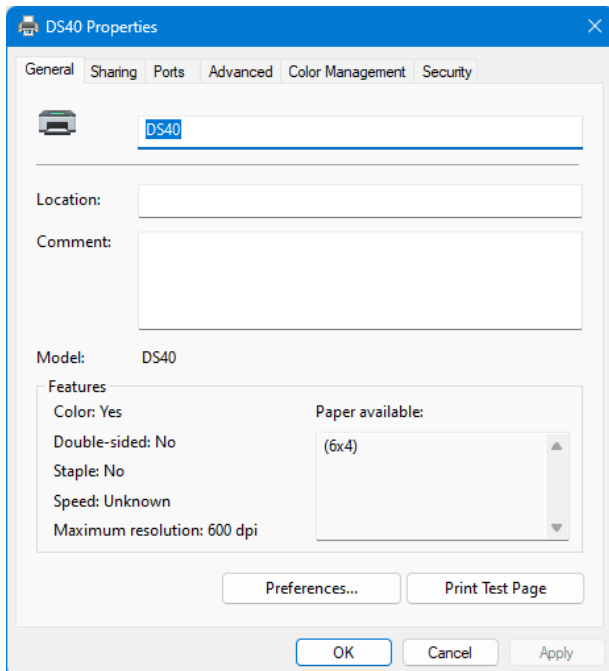 DS40 Properties
General Sharing Ports Advanced Color Management Security
DS40
Location:
Comment:
Model: DS40
Features
Color: Yes
Paper available:
Double-sided: No
(6x4)
Staple: No
Speed: Unknown
Maximum resolution: 600 dpi
Preferences... Print Test Page
OK Cancel Apply